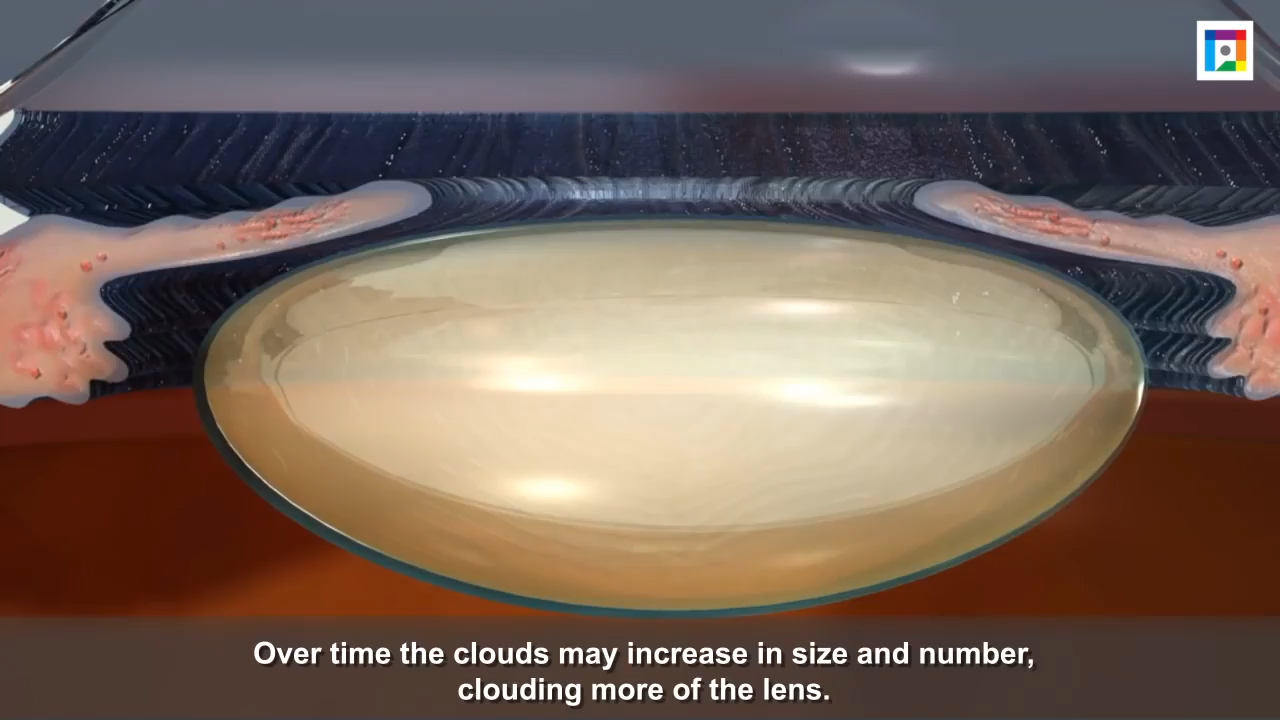 Over time the clouds may increase in size and number,
clouding more of the lens.